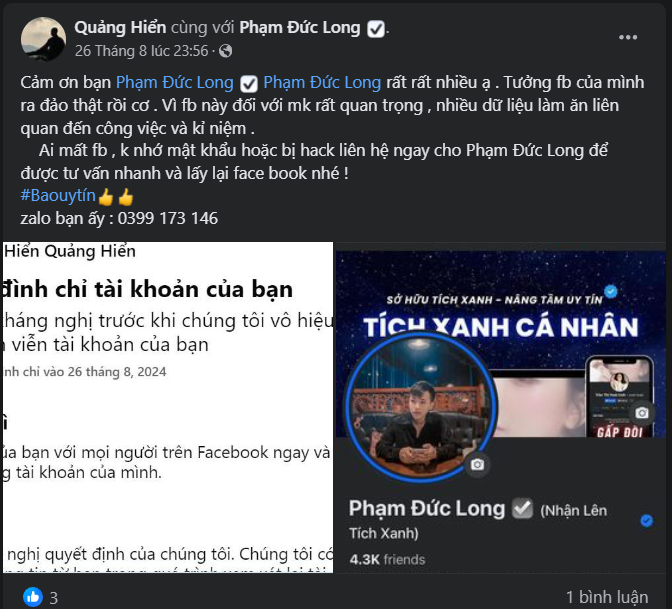 Quảng Hiển cùng với Phạm Đức Long ✔.
26 Tháng 8 lúc 23:56 ·
Cảm ơn bạn Phạm Đức Long ✔ Phạm Đức Long rất rất nhiều ạ . Tưởng fb của mình
ra đảo thật rồi cơ . Vì fb này đối với mk rất quan trọng , nhiều dữ liệu làm ăn liên
quan đến công việc và kỉ niệm .
Ai mất fb , k nhớ mật khẩu hoặc bị hack liên hệ ngay cho Phạm Đức Long để
được tư vấn nhanh và lấy lại face book nhé !
#Baouytín👍👍
zalo bạn ấy : 0399 173 146
Hiển Quảng Hiển
đình chỉ tài khoản của bạn
kháng nghị trước khi chúng tôi vô hiệu
viễn tài khoản của bạn
nh chỉ vào 26 tháng 8, 2024
ì
ủa bạn với mọi người trên Facebook ngay và
g tài khoản của mình.
nghị quyết định của chúng tôi. Chúng tôi có
SỞ HỮU TÍCH XANH - NÂNG TẦM UY TÍN
TÍCH XANH CÁ NHÂN
GẤP ĐÔI
Phạm Đức Long ✔ (Nhận Lên
Tích Xanh)
4.3K friends
3
1 bình luận